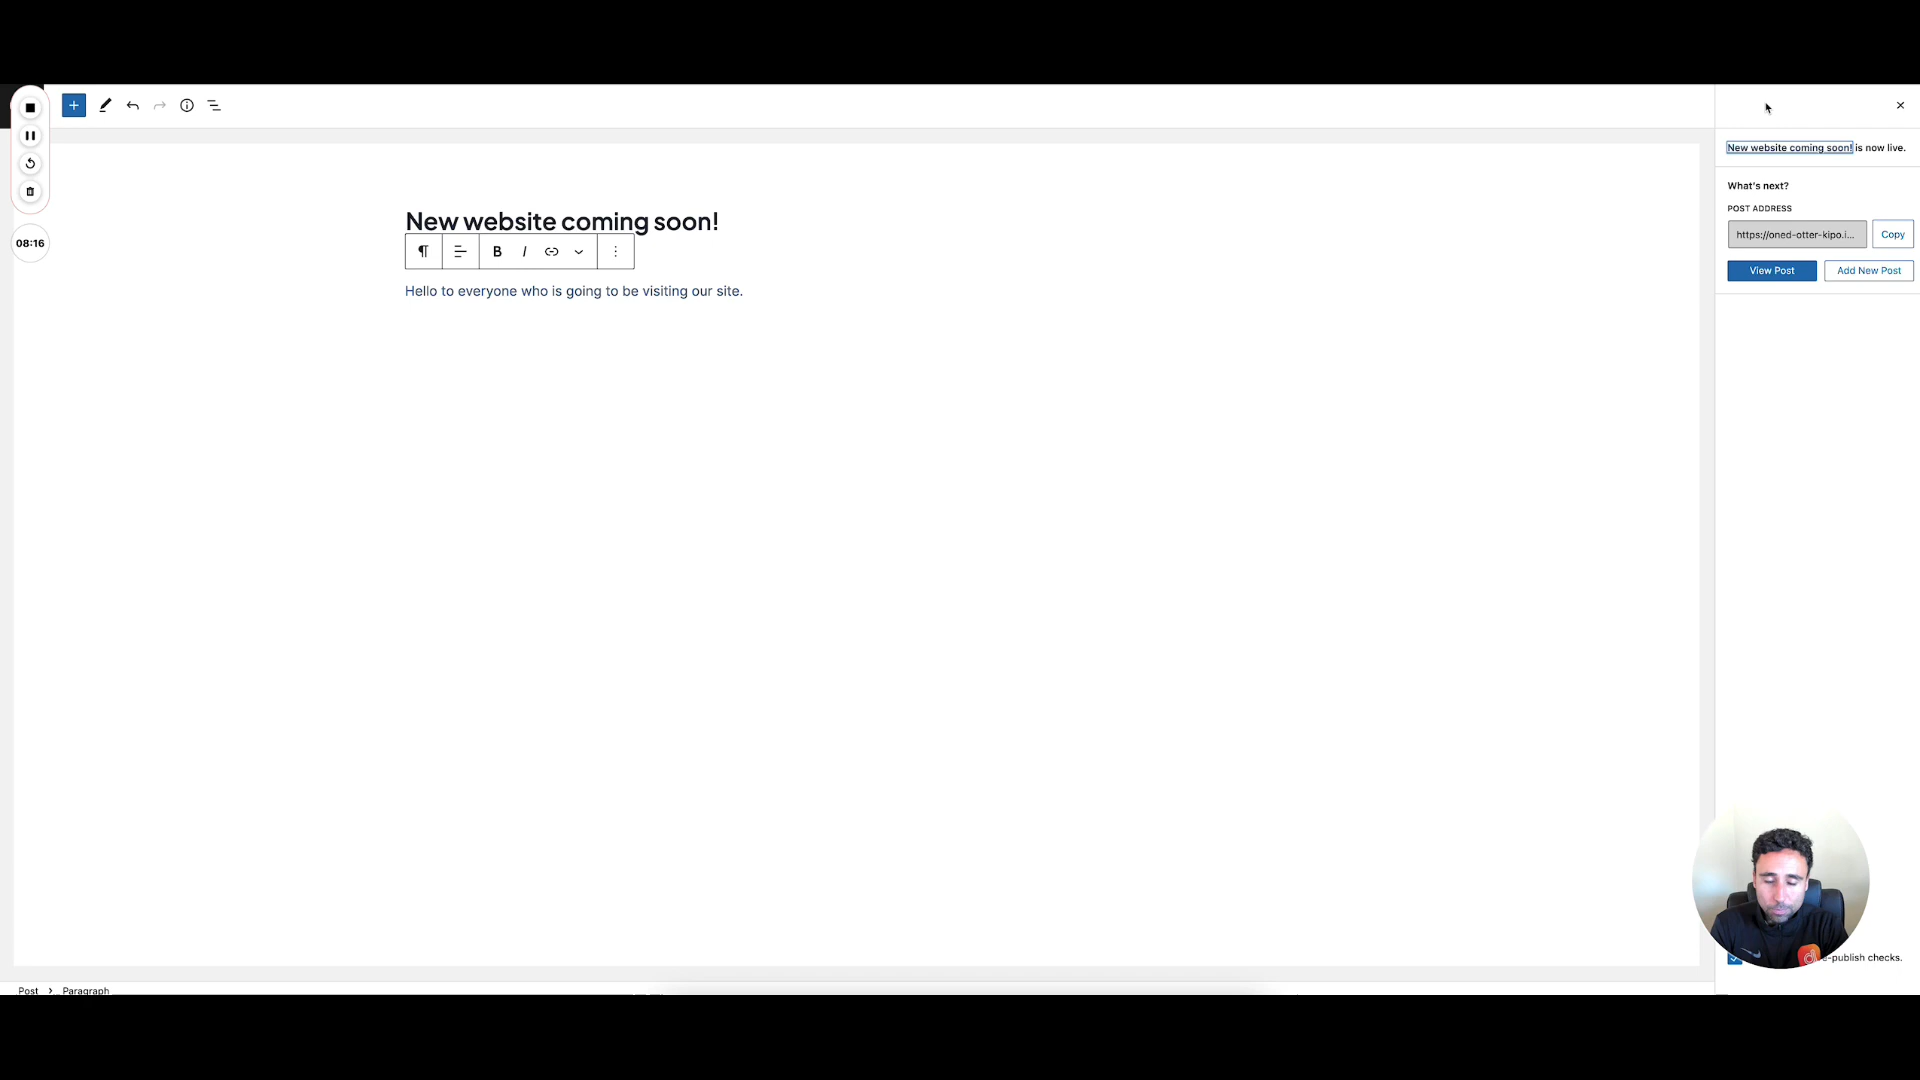 New website coming soon! is now live.
What's next?
POST ADDRESS
https://oned-otter-kipo.i...
Copy
View Post
Add New Post
08:16
New website coming soon!
B I
Hello to everyone who is going to be visiting our site.
e-publish checks.
Post > Paragraph